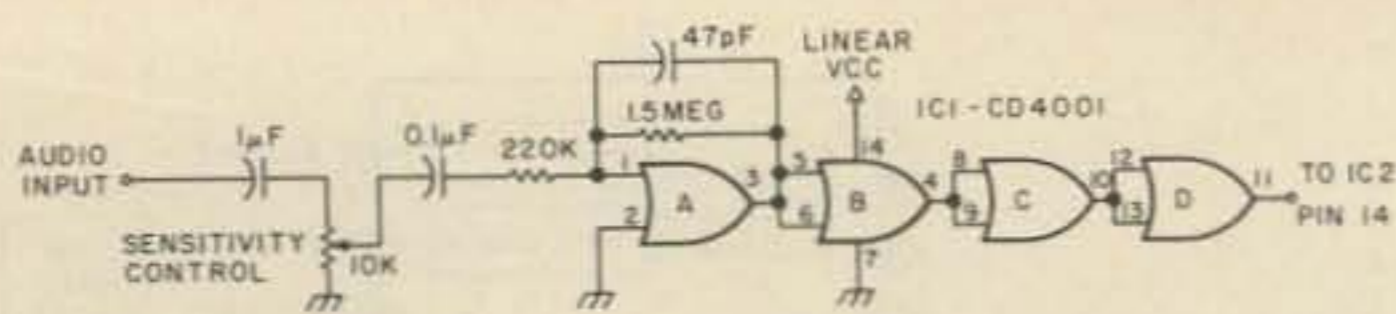 47pF
LINEAR
VCC
1.5MEG
IC1-CD4001
AUDIO
INPUT
1µF
0.1µF
220K
1
2
3
A
5
6
14
B
7
4
8
9
C
10
12
13
D
11
TO IC2
PIN 14
SENSITIVITY
CONTROL
10K